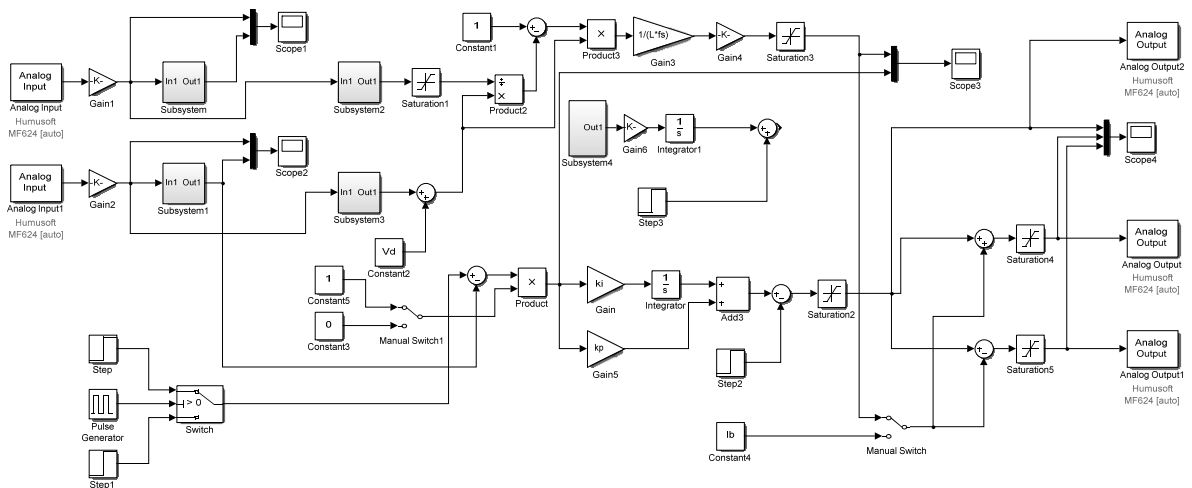 Analog
Input
Analog Input
Humusoft
MF624 [auto]
-K-
Gain1
In1 Out1
Subsystem
Scope1
In1 Out1
Subsystem2
Saturation1
÷
×
Product2
1
Constant1
+
-
×
Product3
1/(L*fs)
Gain3
-K-
Gain4
Saturation3
Scope3
Analog
Output
Analog Output2
Humusoft
MF624 [auto]
Analog
Input
Analog Input1
Humusoft
MF624 [auto]
-K-
Gain2
In1 Out1
Subsystem1
Scope2
In1 Out1
Subsystem3
+
+
Vd
Constant2
Out1
Subsystem4
K-
Gain6
1
s
Integrator1
+
-
Step3
Scope4
1
Constant5
0
Constant3
Manual Switch1
+
-
×
Product
ki
Gain
1
s
Integrator
kp
Gain5
+
+
Add3
+
-
Step2
Saturation2
+
+
Saturation4
Analog
Output
Analog Output
Humusoft
MF624 [auto]
+
-
Saturation5
Analog
Output
Analog Output1
Humusoft
MF624 [auto]
Step
Pulse
Generator
Step1
> 0
Switch
Ib
Constant4
Manual Switch